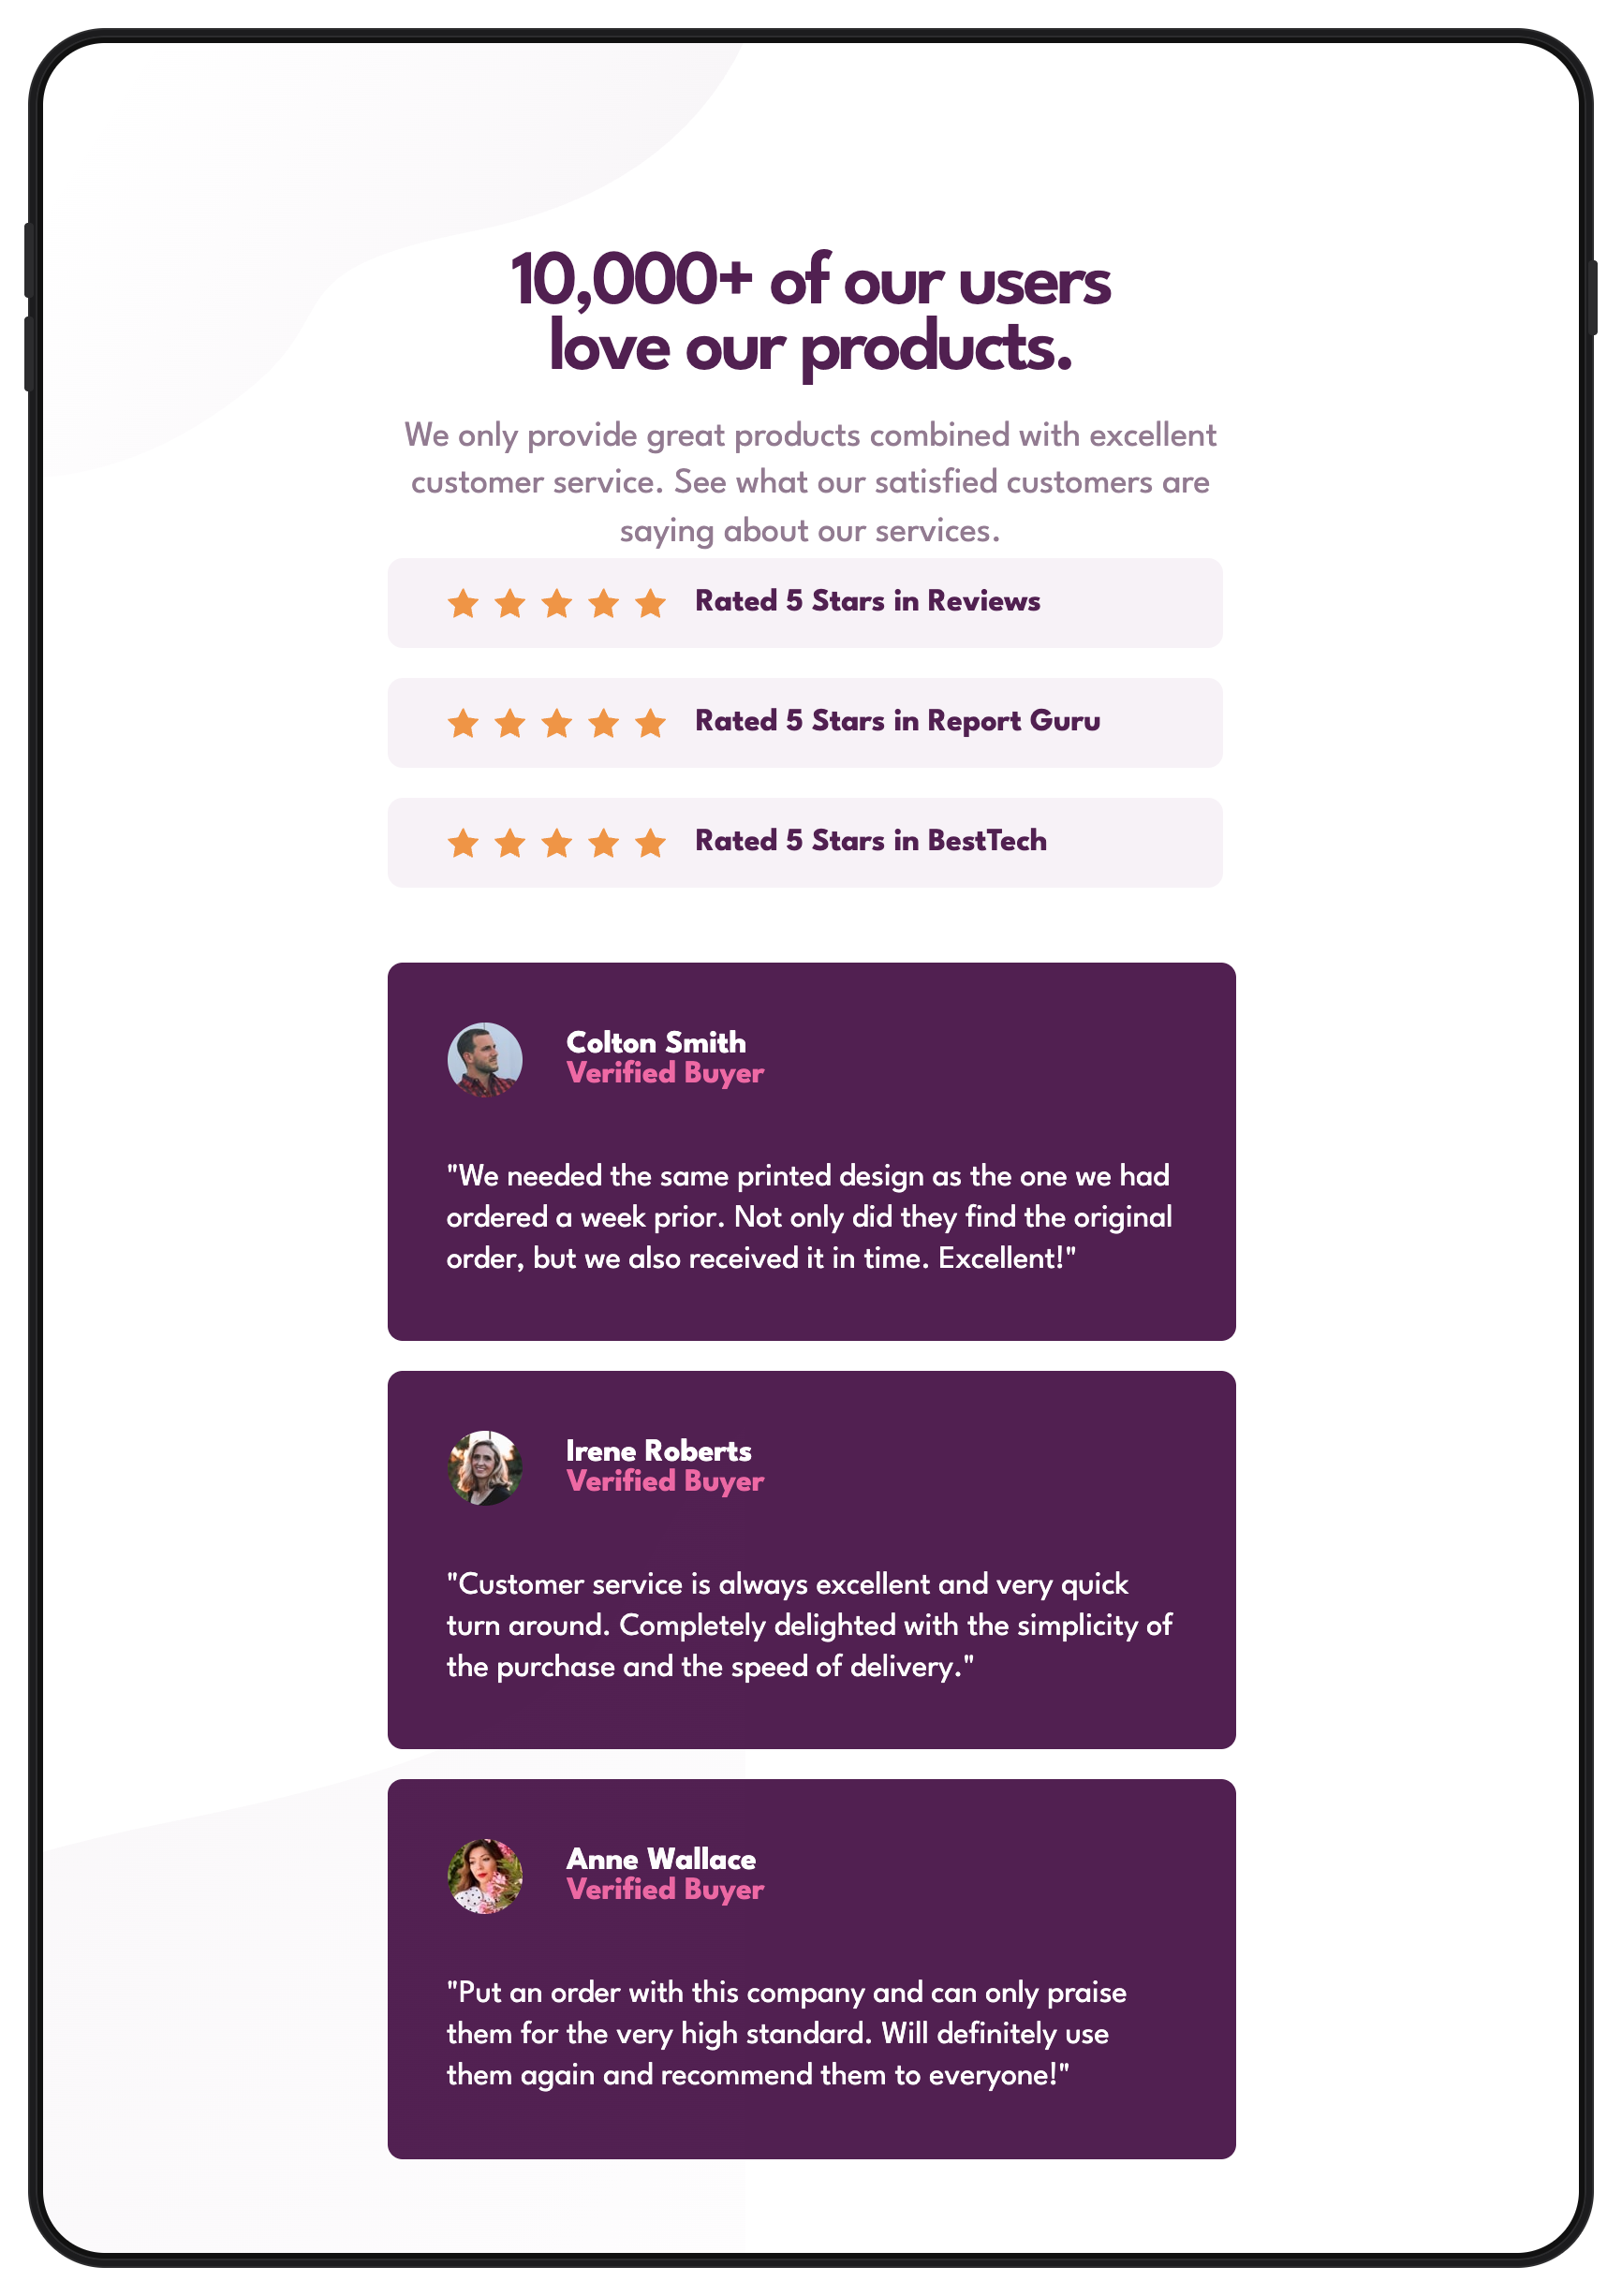 10,000+ of our users
love our products.
We only provide great products combined with excellent
customer service. See what our satisfied customers are
saying about our services.
Rated 5 Stars in Reviews
Rated 5 Stars in Report Guru
Rated 5 Stars in BestTech
Colton Smith
Verified Buyer
"We needed the same printed design as the one we had
ordered a week prior. Not only did they find the original
order, but we also received it in time. Excellent!"
Irene Roberts
Verified Buyer
"Customer service is always excellent and very quick
turn around. Completely delighted with the simplicity of
the purchase and the speed of delivery."
Anne Wallace
Verified Buyer
"Put an order with this company and can only praise
them for the very high standard. Will definitely use
them again and recommend them to everyone!"